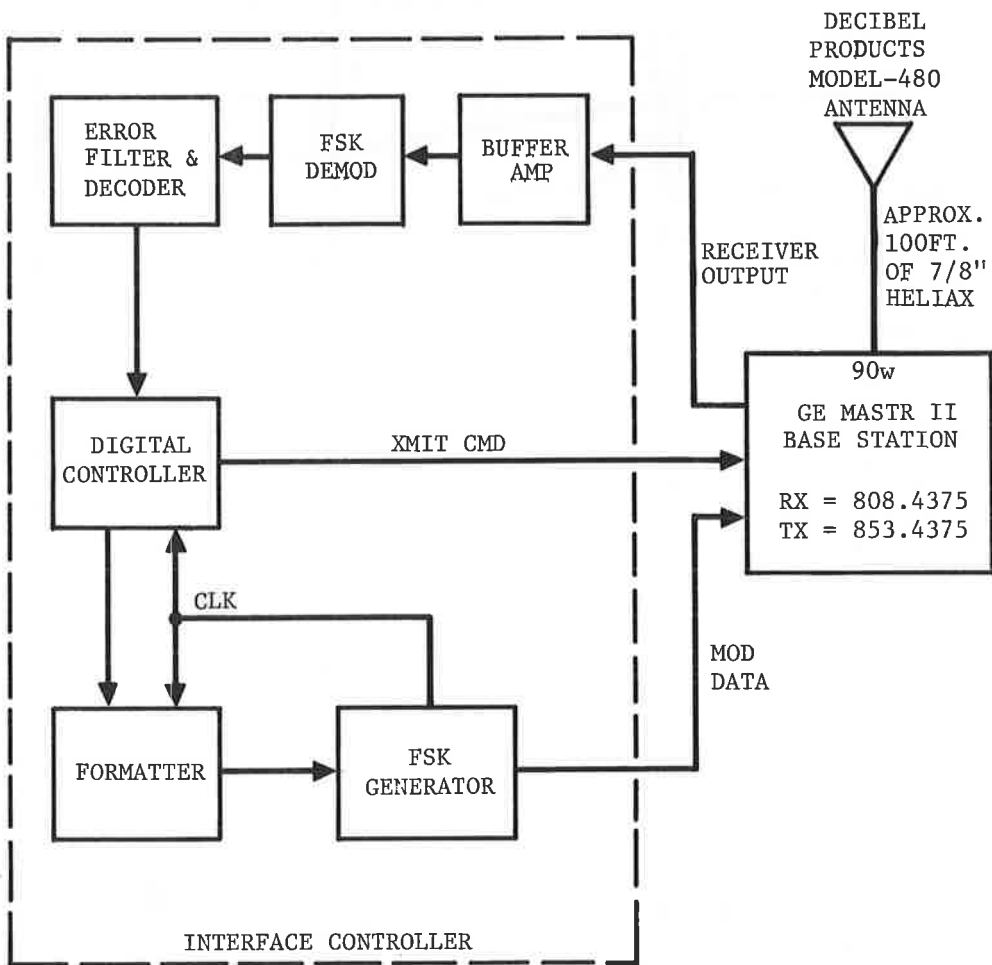 DECIBEL
PRODUCTS
MODEL-480
ANTENNA
ERROR
FILTER &
DECODER
FSK
DEMOD
BUFFER
AMP
RECEIVER
OUTPUT
APPROX.
100FT.
OF 7/8"
HELIAX
90w
GE MASTR II
BASE STATION
RX = 808.4375
TX = 853.4375
DIGITAL
CONTROLLER
XMIT CMD
CLK
MOD
DATA
FORMATTER
FSK
GENERATOR
INTERFACE CONTROLLER